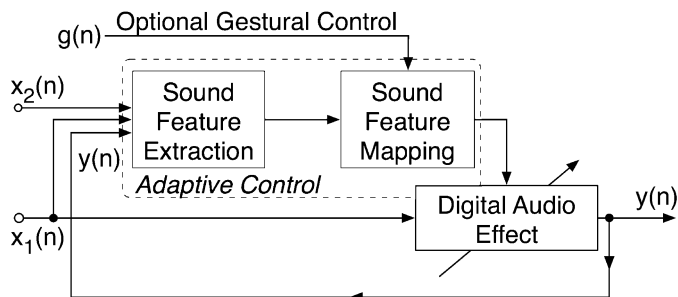 Optional Gestural Control
g(n)
x2(n)
Sound
Feature
Extraction
Sound
Feature
Mapping
y(n)
Adaptive Control
x1(n)
Digital Audio
Effect
y(n)